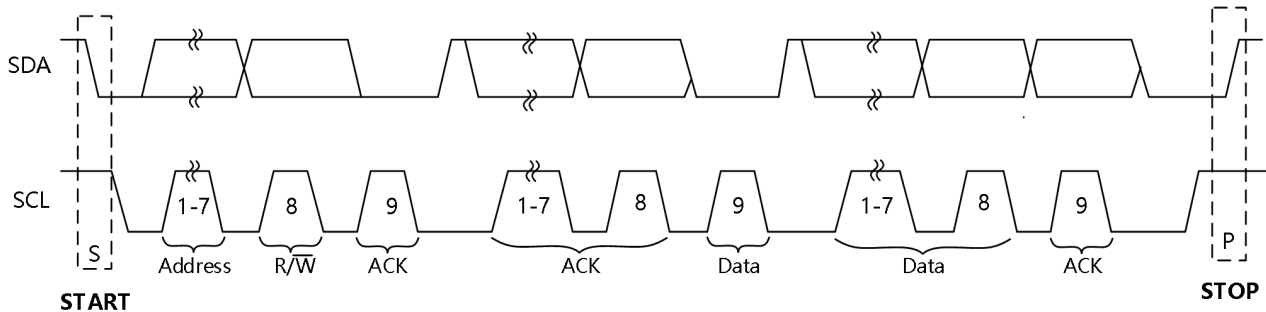 SDA
SCL
1-7 8 9 1-7 8 9 1-7 8 9
S P
Address R/W̅ ACK ACK Data Data ACK
START STOP